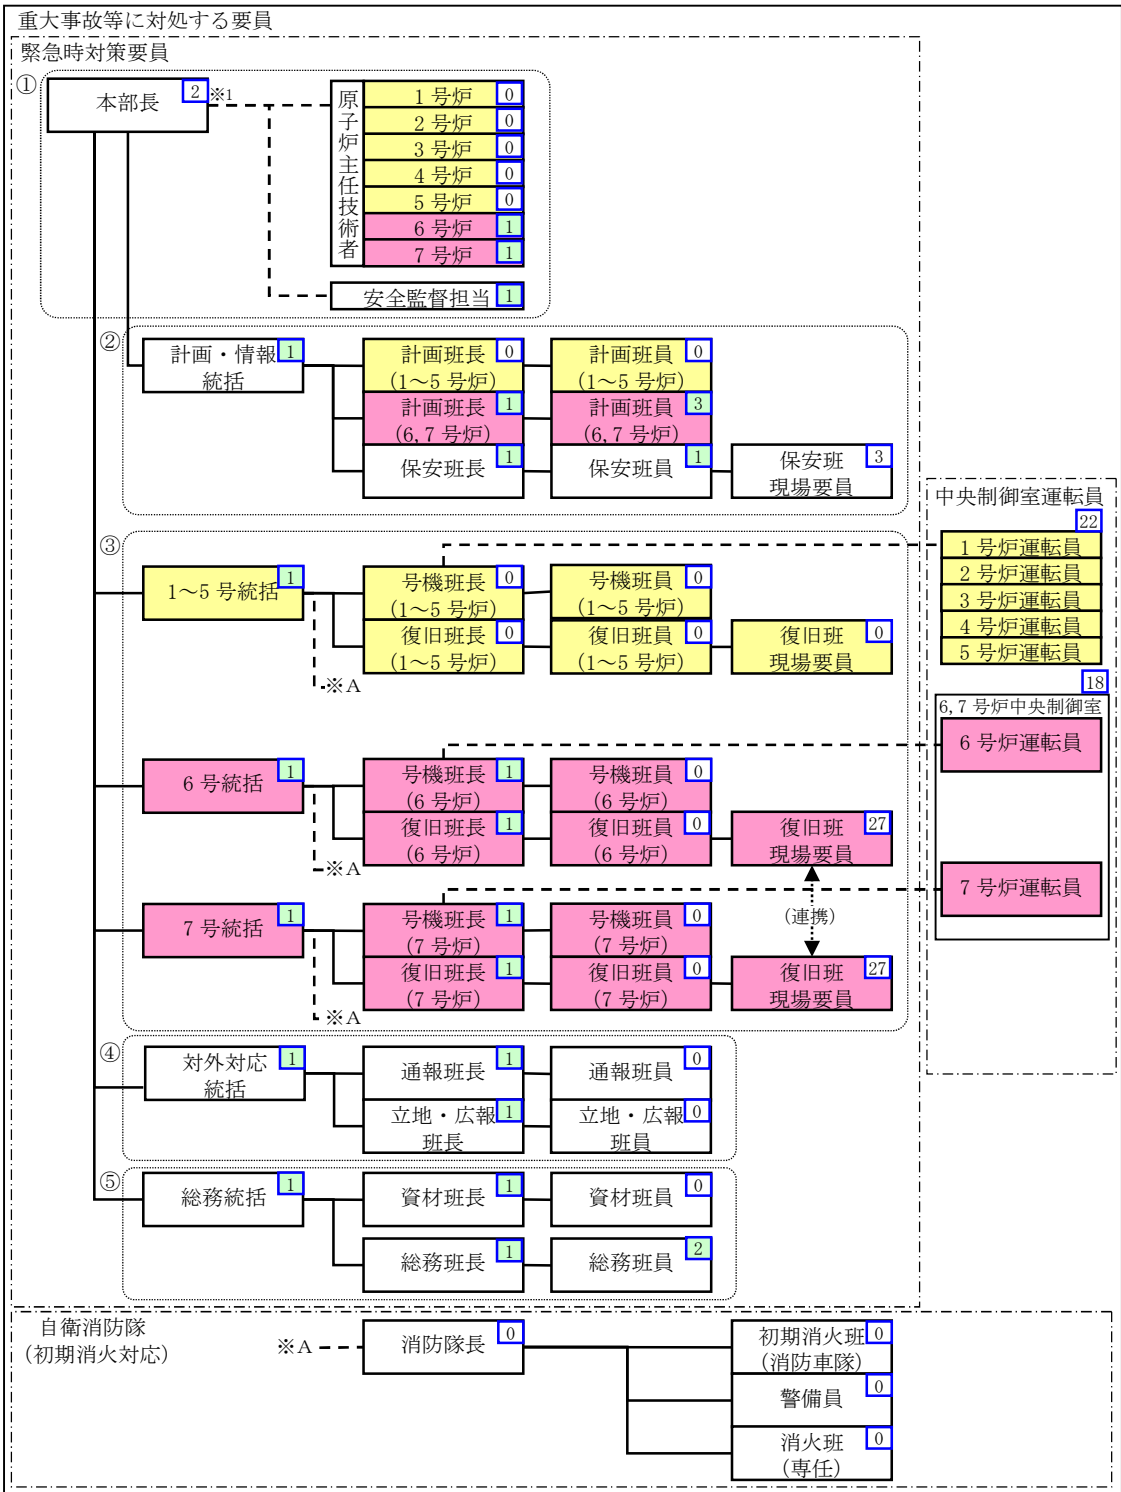 重大事故等に対処する要員
緊急時対策要員
①
本部長 2 ※1
原子炉主任技術者
1 号炉 0
2 号炉 0
3 号炉 0
4 号炉 0
5 号炉 0
6 号炉 1
7 号炉 1
安全監督担当 1
②
計画・情報 1
統括
計画班長 0
(1～5 号炉)
計画班員 0
(1～5 号炉)
計画班長 1
(6,7 号炉)
計画班員 3
(6,7 号炉)
保安班長 1
保安班員 1
保安班 3
現場要員
中央制御室運転員
22
1 号炉運転員
2 号炉運転員
3 号炉運転員
4 号炉運転員
5 号炉運転員
18
6,7 号炉中央制御室
6 号炉運転員
7 号炉運転員
③
1～5 号統括 1
号機班長 0
(1～5 号炉)
号機班員 0
(1～5 号炉)
復旧班長 0
(1～5 号炉)
復旧班員 0
(1～5 号炉)
復旧班 0
現場要員
※A
6 号統括 1
号機班長 1
(6 号炉)
号機班員 0
(6 号炉)
復旧班長 1
(6 号炉)
復旧班員 0
(6 号炉)
復旧班 27
現場要員
※A
(連携)
7 号統括 1
号機班長 1
(7 号炉)
号機班員 0
(7 号炉)
復旧班長 1
(7 号炉)
復旧班員 0
(7 号炉)
復旧班 27
現場要員
※A
④
対外対応 1
統括
通報班長 1
通報班員 0
立地・広報 1
班長
立地・広報 0
班員
⑤
総務統括 1
資材班長 1
資材班員 0
総務班長 1
総務班員 2
自衛消防隊
(初期消火対応)
※A
消防隊長 0
初期消火班 0
(消防車隊)
警備員 0
消火班 0
(専任)